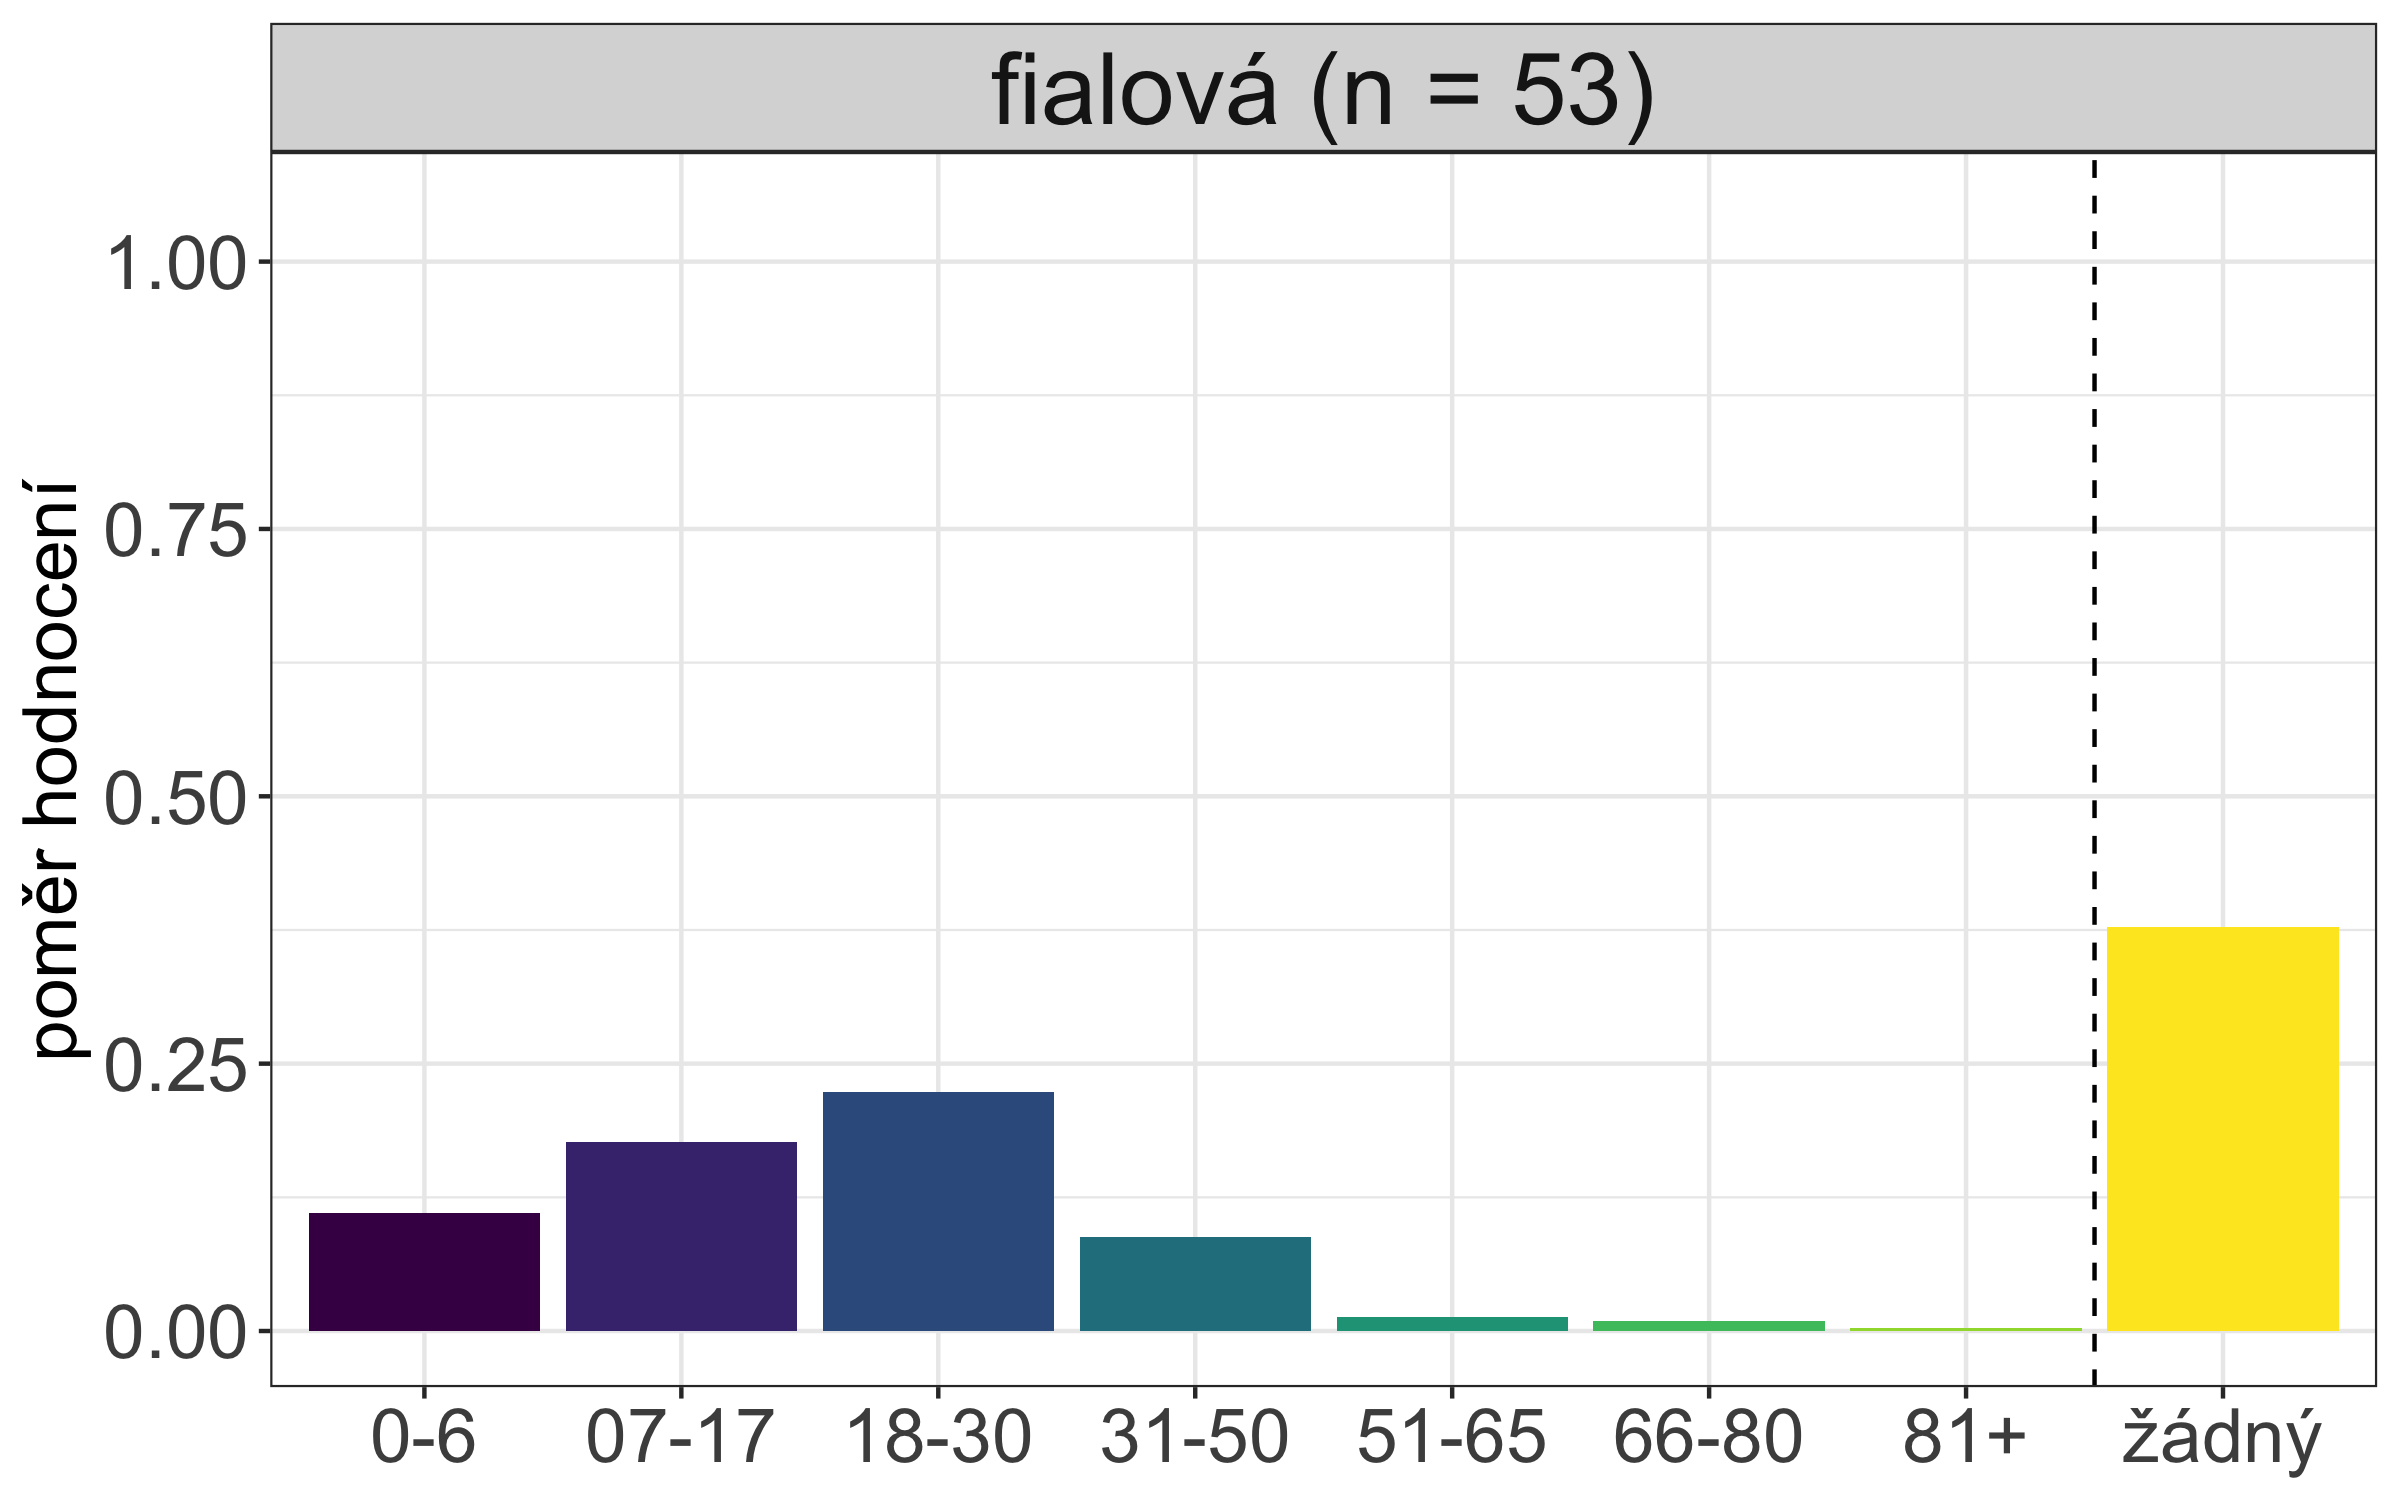 fialová (n = 53)
poměr hodnocení
1.00
0.75
0.50
0.25
0.00
0-6 07-17 18-30 31-50 51-65 66-80 81+ žádný